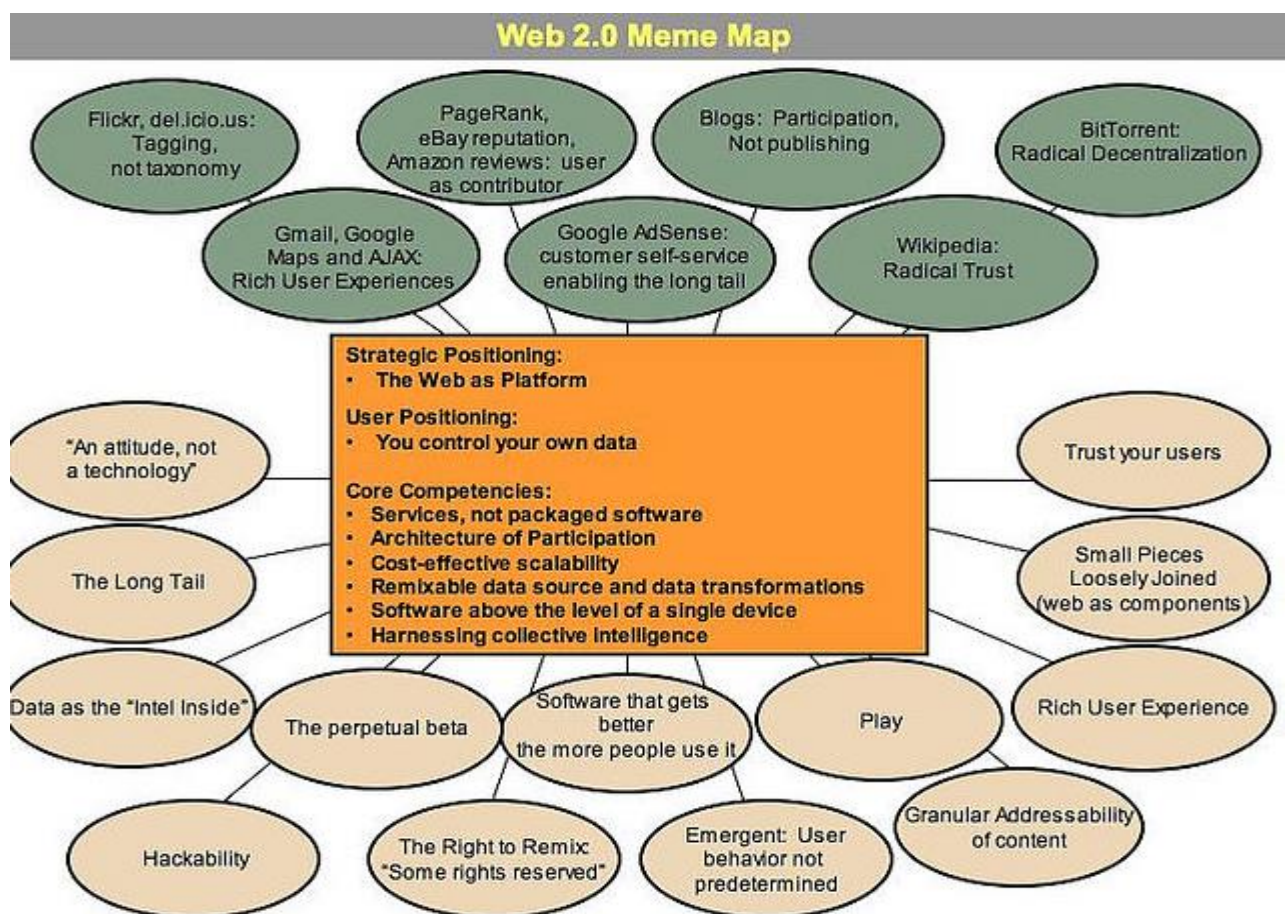 Web 2.0 Meme Map
Flickr, del.icio.us:
Tagging,
not taxonomy
PageRank,
eBay reputation,
Amazon reviews: user
as contributor
Blogs: Participation,
Not publishing
BitTorrent:
Radical Decentralization
Gmail, Google
Maps and AJAX:
Rich User Experiences
Google AdSense:
customer self-service
enabling the long tail
Wikipedia:
Radical Trust
Strategic Positioning:
• The Web as Platform
User Positioning:
• You control your own data
Core Competencies:
• Services, not packaged software
• Architecture of Participation
• Cost-effective scalability
• Remixable data source and data transformations
• Software above the level of a single device
• Harnessing collective intelligence
“An attitude, not
a technology”
Trust your users
The Long Tail
Small Pieces
Loosely Joined
(web as components)
Data as the “Intel Inside”
The perpetual beta
Software that gets
better
the more people use it
Play
Rich User Experience
Hackability
The Right to Remix:
“Some rights reserved”
Emergent: User
behavior not
predetermined
Granular Addressability
of content